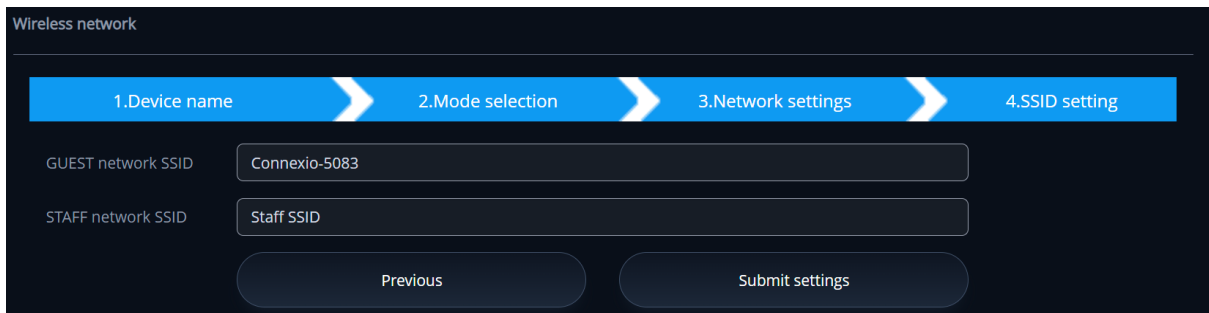 Wireless network
1.Device name 2.Mode selection 3.Network settings 4.SSID setting
GUEST network SSID Connexio-5083
STAFF network SSID Staff SSID
Previous Submit settings